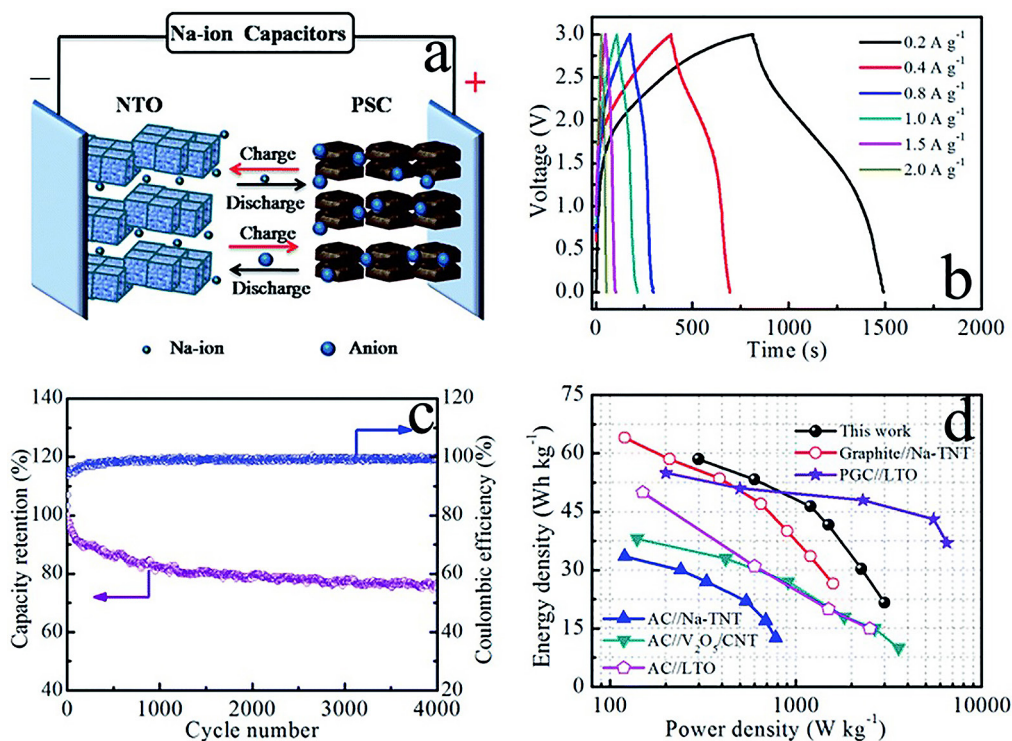 Na-ion Capacitors
a
−
+
NTO
PSC
Charge
Discharge
Charge
Discharge
Na-ion
Anion
b
3.0
2.5
2.0
1.5
1.0
0.5
0.0
Voltage (V)
0.2 A g⁻¹
0.4 A g⁻¹
0.8 A g⁻¹
1.0 A g⁻¹
1.5 A g⁻¹
2.0 A g⁻¹
0 500 1000 1500 2000
Time (s)
c
140
120
100
80
60
40
Capacity retention (%)
120
100
80
60
40
20
Coulombic efficiency (%)
0 1000 2000 3000 4000
Cycle number
d
75
60
45
30
15
0
Energy density (Wh kg⁻¹)
This work
Graphite//Na-TNT
PGC//LTO
AC//Na-TNT
AC//V₂O₅/CNT
AC//LTO
100 1000 10000
Power density (W kg⁻¹)